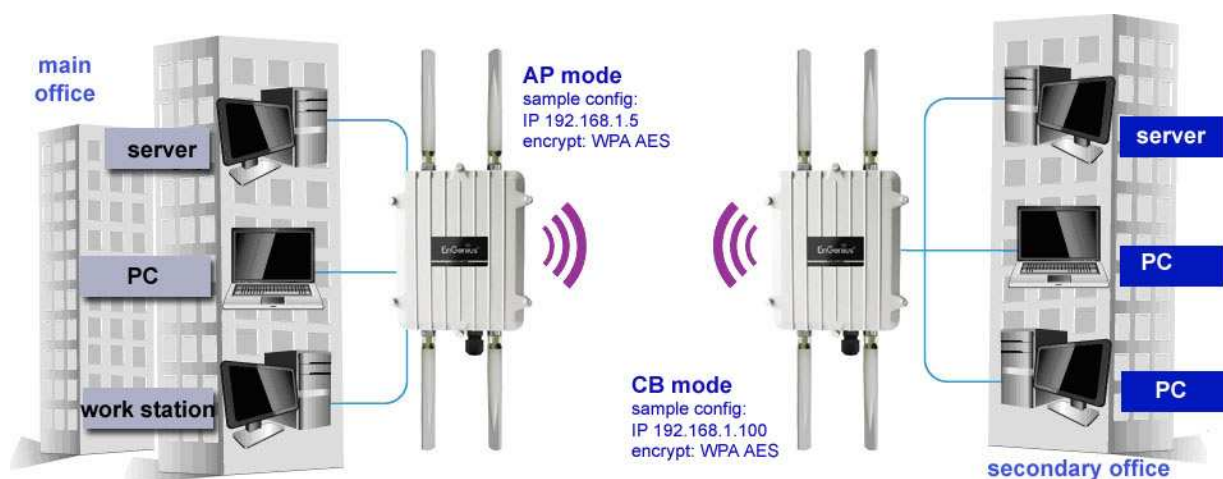 main
office
server
PC
work station
AP mode
sample config:
IP 192.168.1.5
encrypt: WPA AES
EnGenius
EnGenius
CB mode
sample config:
IP 192.168.1.100
encrypt: WPA AES
server
PC
PC
secondary office